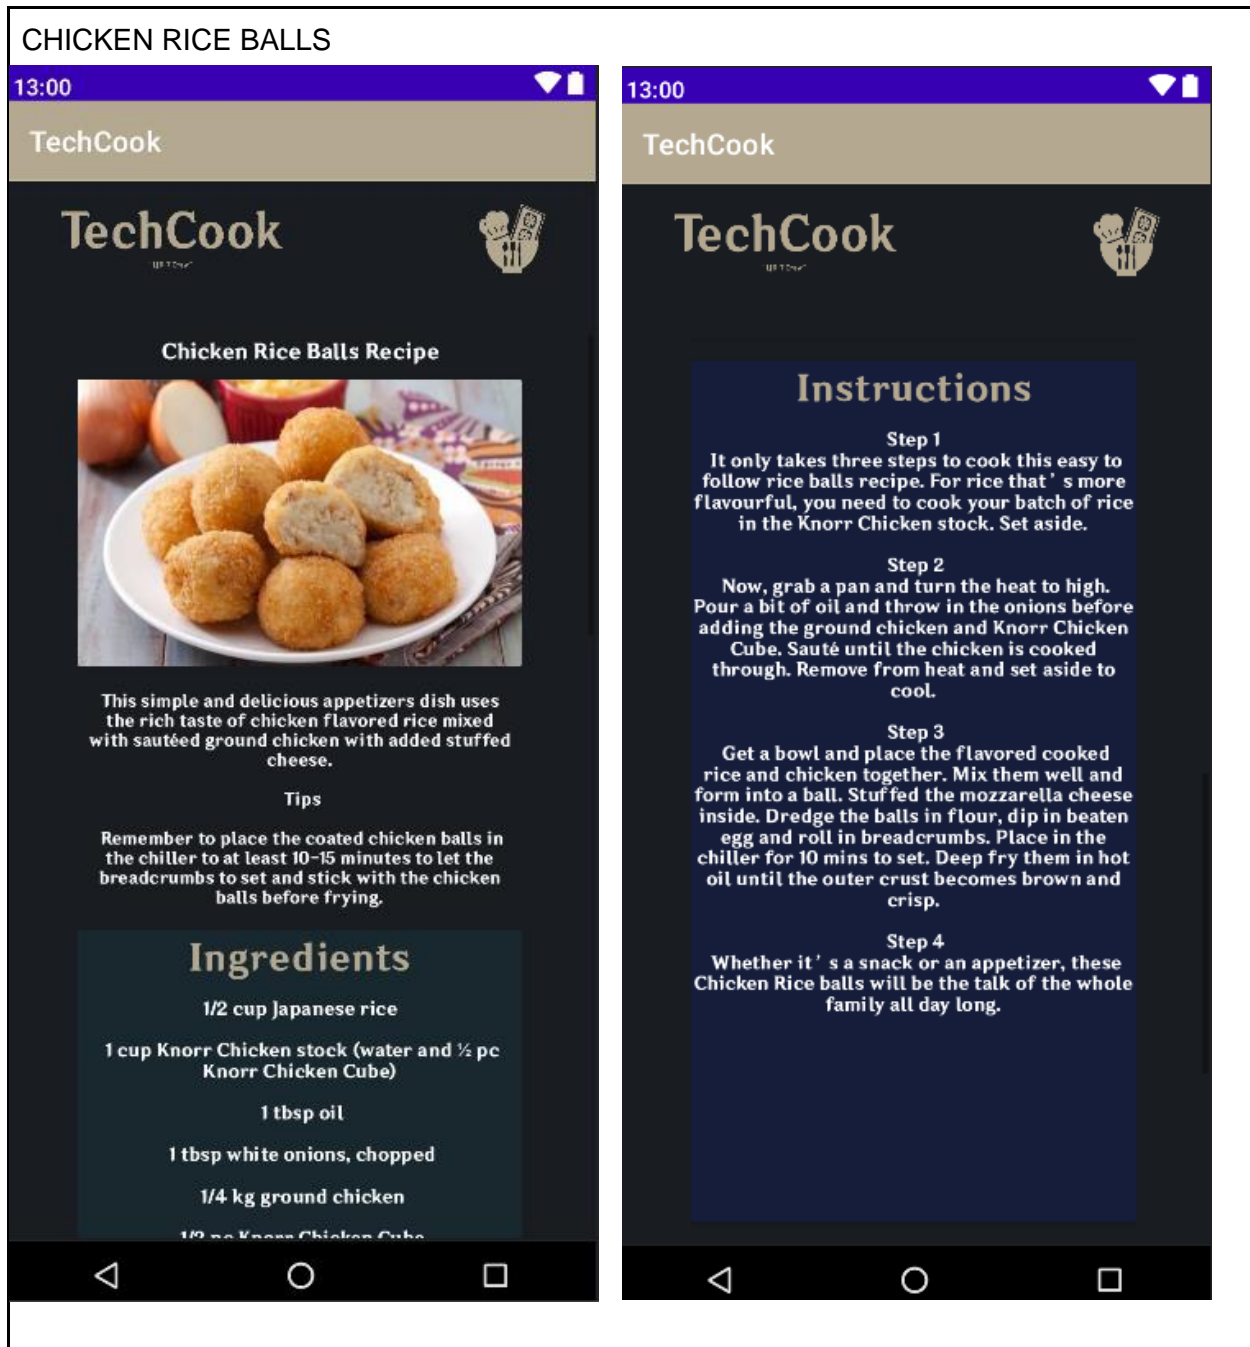 CHICKEN RICE BALLS
13:00
TechCook
TechCook
Chicken Rice Balls Recipe
This simple and delicious appetizers dish uses
the rich taste of chicken flavored rice mixed
with sautéed ground chicken with added stuffed
cheese.
Tips
Remember to place the coated chicken balls in
the chiller to at least 10-15 minutes to let the
breadcrumbs to set and stick with the chicken
balls before frying.
Ingredients
1/2 cup Japanese rice
1 cup Knorr Chicken stock (water and ½ pc
Knorr Chicken Cube)
1 tbsp oil
1 tbsp white onions, chopped
1/4 kg ground chicken
1/2 pc Knorr Chicken Cube
13:00
TechCook
TechCook
Instructions
Step 1
It only takes three steps to cook this easy to
follow rice balls recipe. For rice that's more
flavourful, you need to cook your batch of rice
in the Knorr Chicken stock. Set aside.
Step 2
Now, grab a pan and turn the heat to high.
Pour a bit of oil and throw in the onions before
adding the ground chicken and Knorr Chicken
Cube. Sauté until the chicken is cooked
through. Remove from heat and set aside to
cool.
Step 3
Get a bowl and place the flavored cooked
rice and chicken together. Mix them well and
form into a ball. Stuffed the mozzarella cheese
inside. Dredge the balls in flour, dip in beaten
egg and roll in breadcrumbs. Place in the
chiller for 10 mins to set. Deep fry them in hot
oil until the outer crust becomes brown and
crisp.
Step 4
Whether it's a snack or an appetizer, these
Chicken Rice balls will be the talk of the whole
family all day long.